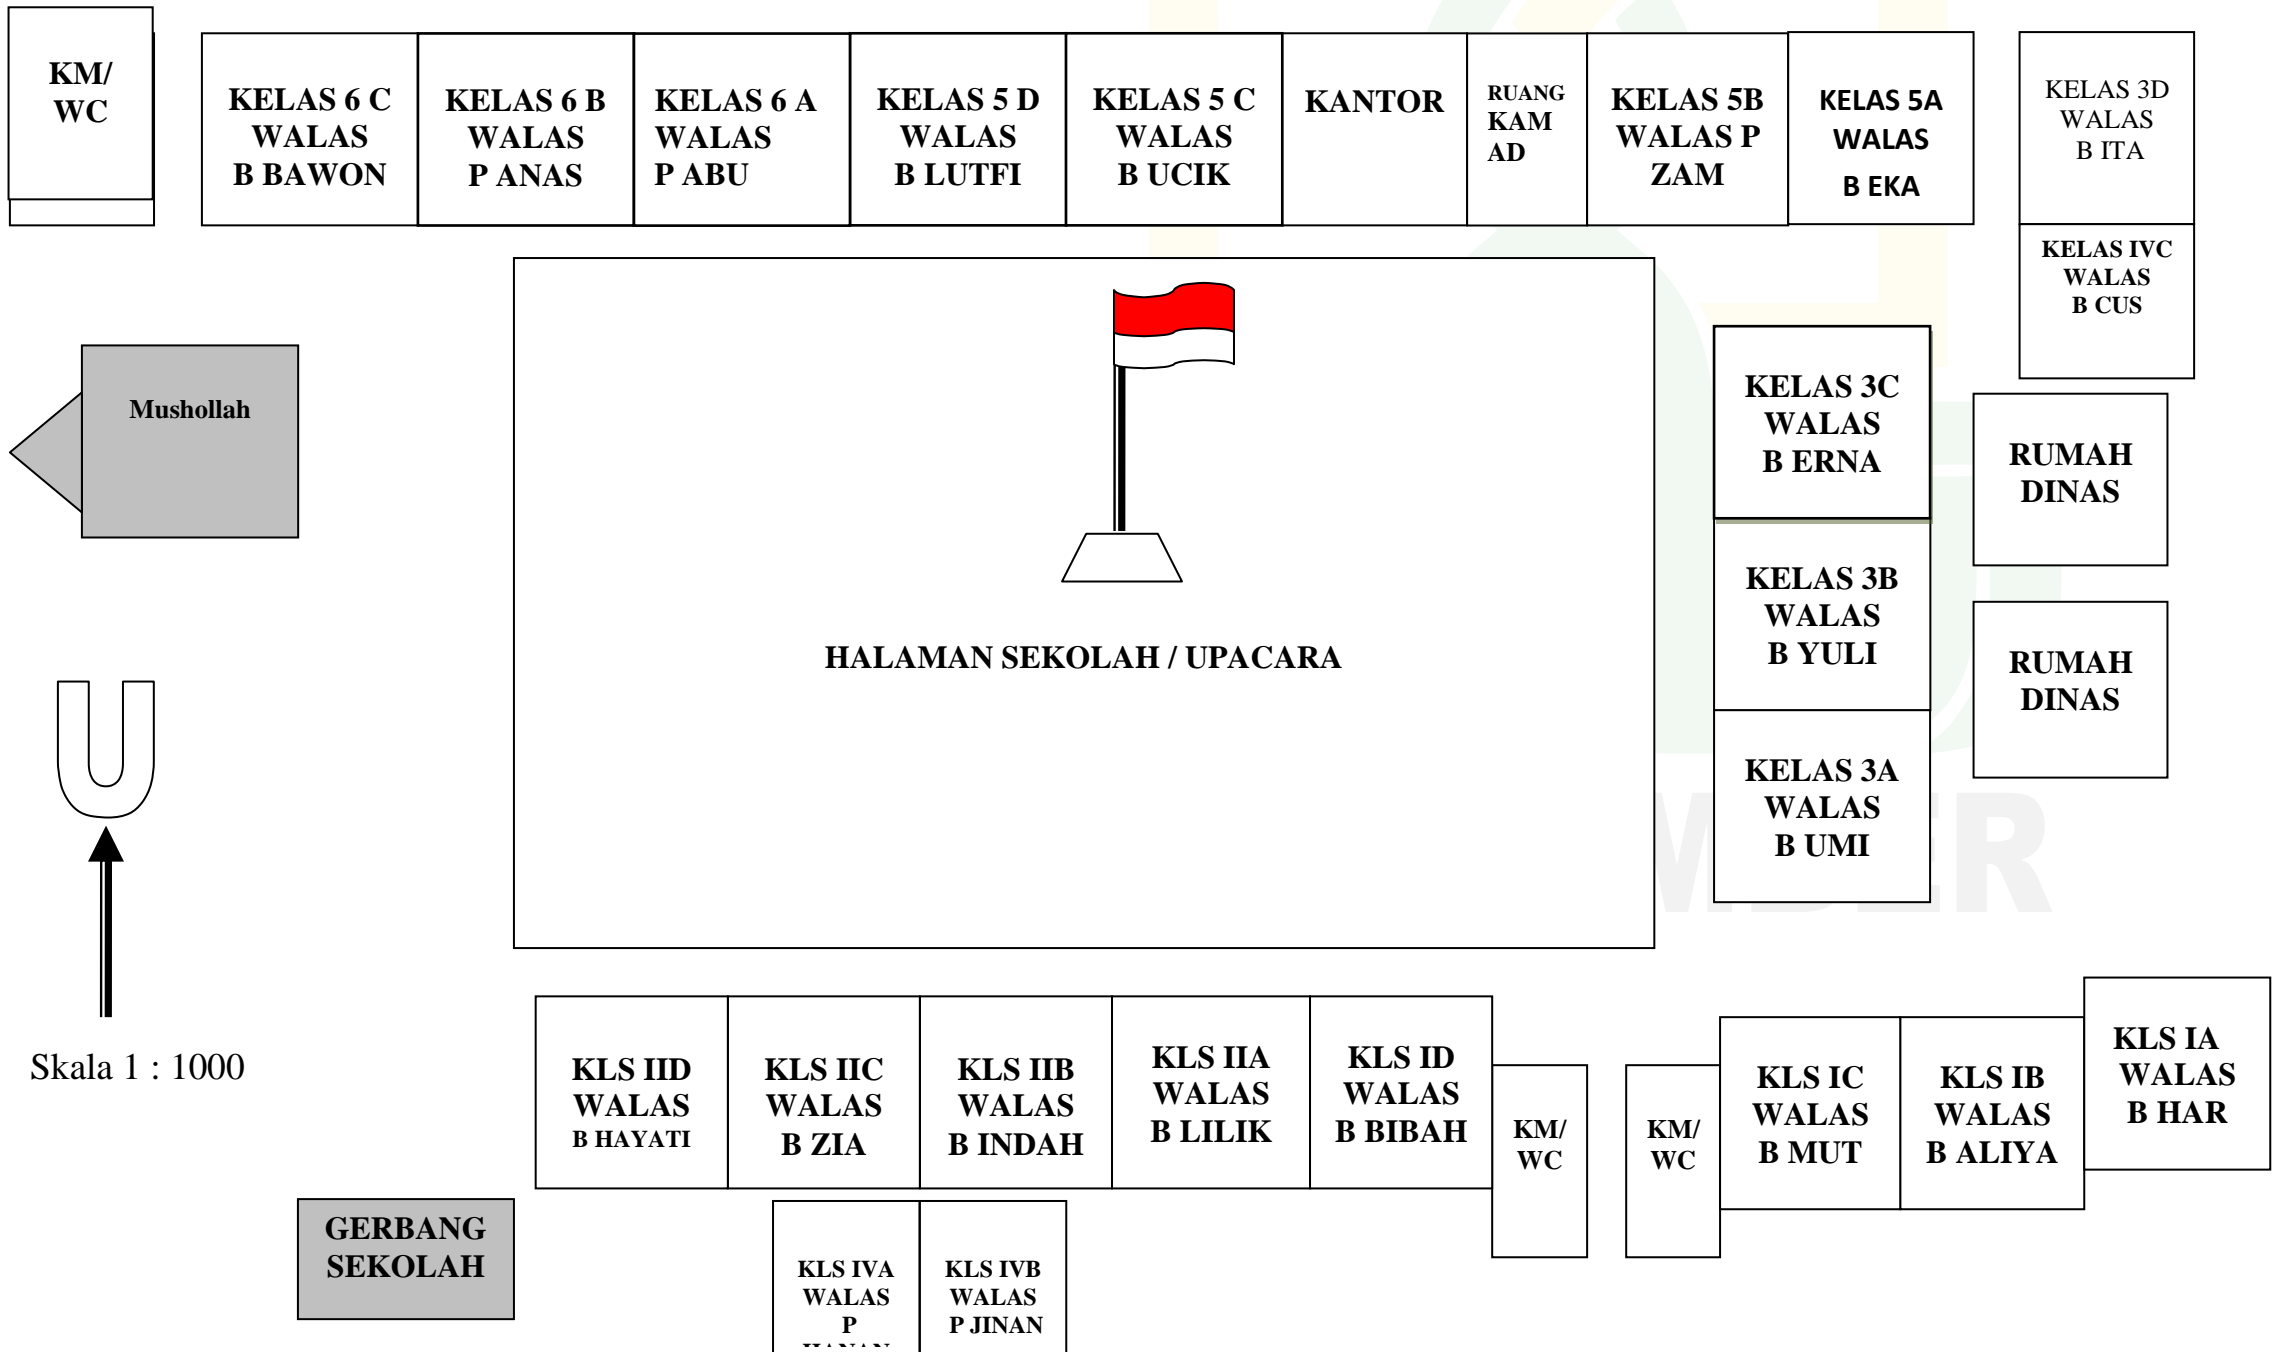 KM/
WC
KELAS 6 C
WALAS
B BAWON
KELAS 6 B
WALAS
P ANAS
KELAS 6 A
WALAS
P ABU
KELAS 5 D
WALAS
B LUTFI
KELAS 5 C
WALAS
B UCIK
KANTOR
RUANG
KAM
AD
KELAS 5B
WALAS P
ZAM
KELAS 5A
WALAS
B EKA
KELAS 3D
WALAS
B ITA
KELAS IVC
WALAS
B CUS
Mushollah
KELAS 3C
WALAS
B ERNA
RUMAH
DINAS
HALAMAN SEKOLAH / UPACARA
KELAS 3B
WALAS
B YULI
RUMAH
DINAS
U
KELAS 3A
WALAS
B UMI
Skala 1 : 1000
KLS IID
WALAS
B HAYATI
KLS IIC
WALAS
B ZIA
KLS IIB
WALAS
B INDAH
KLS IIA
WALAS
B LILIK
KLS ID
WALAS
B BIBAH
KM/
WC
KM/
WC
KLS IC
WALAS
B MUT
KLS IB
WALAS
B ALIYA
KLS IA
WALAS
B HAR
GERBANG
SEKOLAH
KLS IVA
WALAS
P
KLS IVB
WALAS
P JINAN